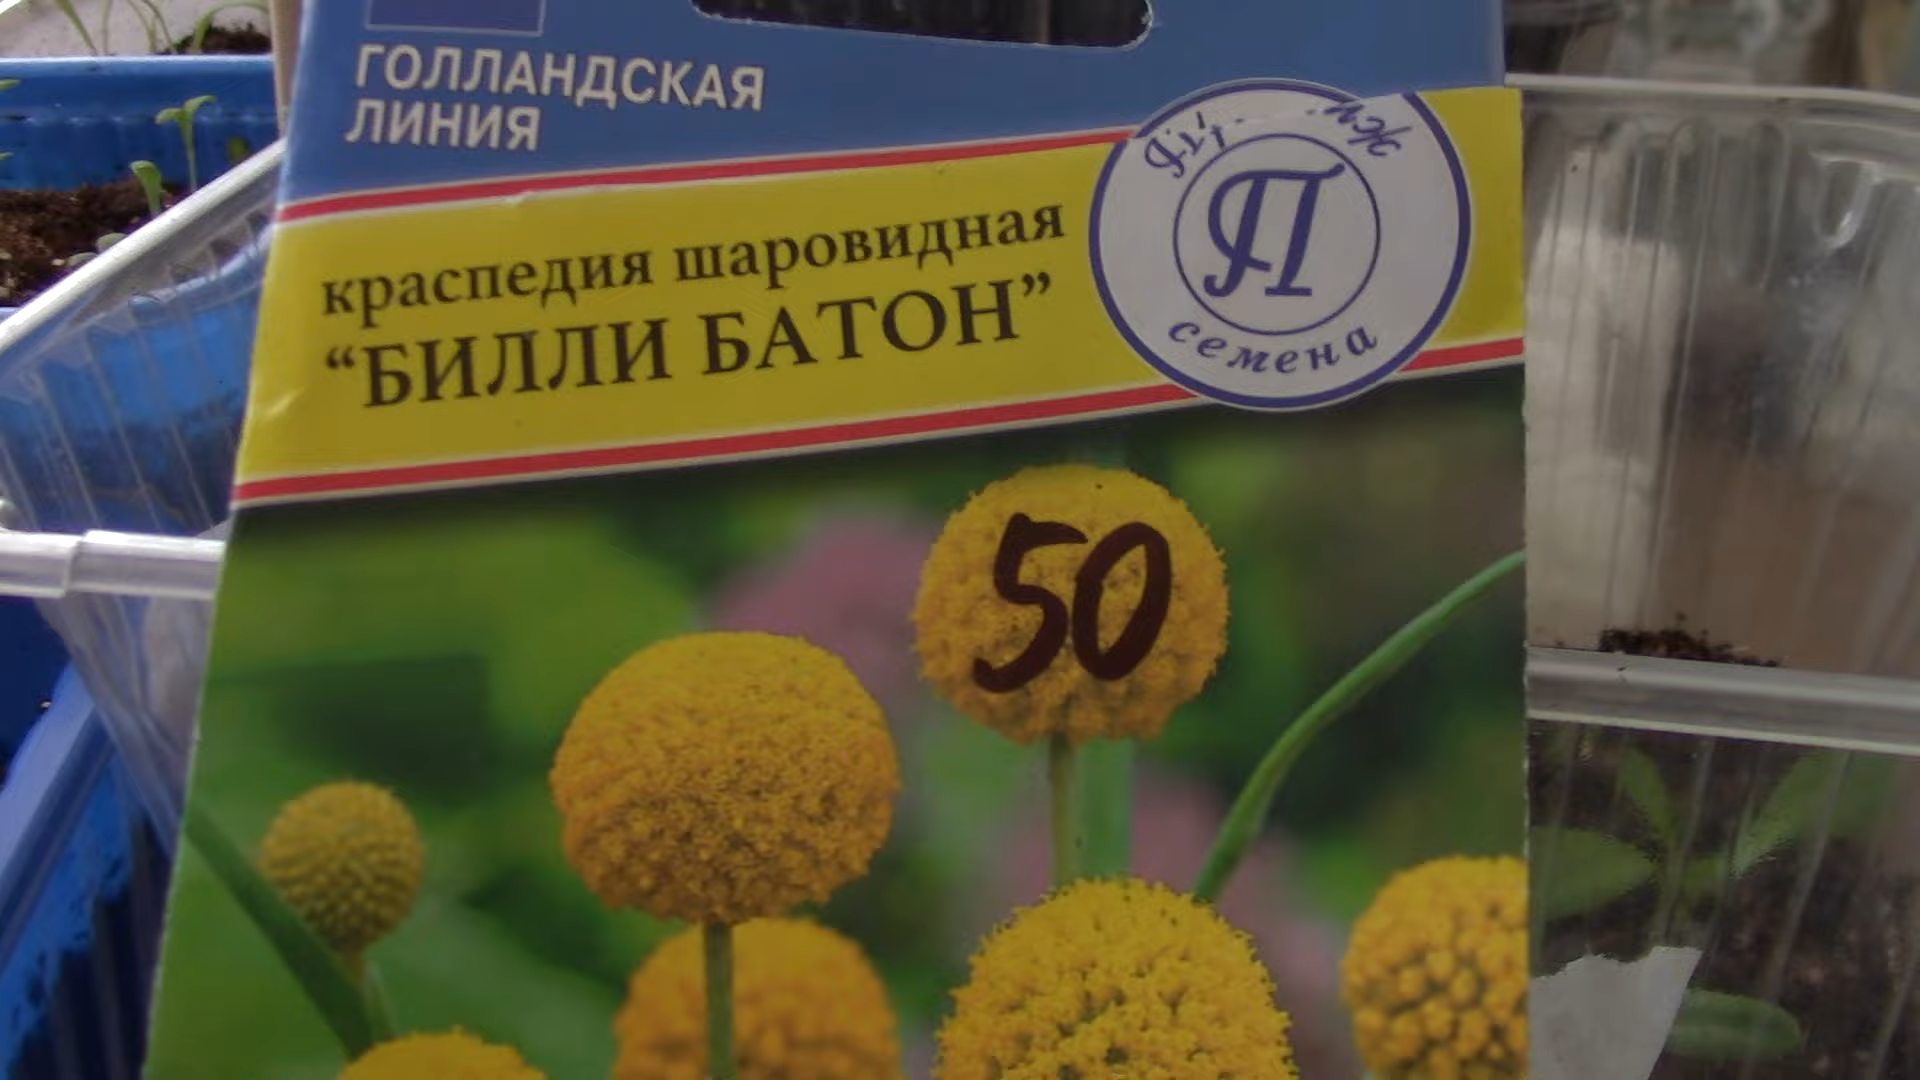 ГОЛЛАНДСКАЯ
ЛИНИЯ
краспедия шаровидная
“БИЛЛИ БАТОН”
П
семена
50